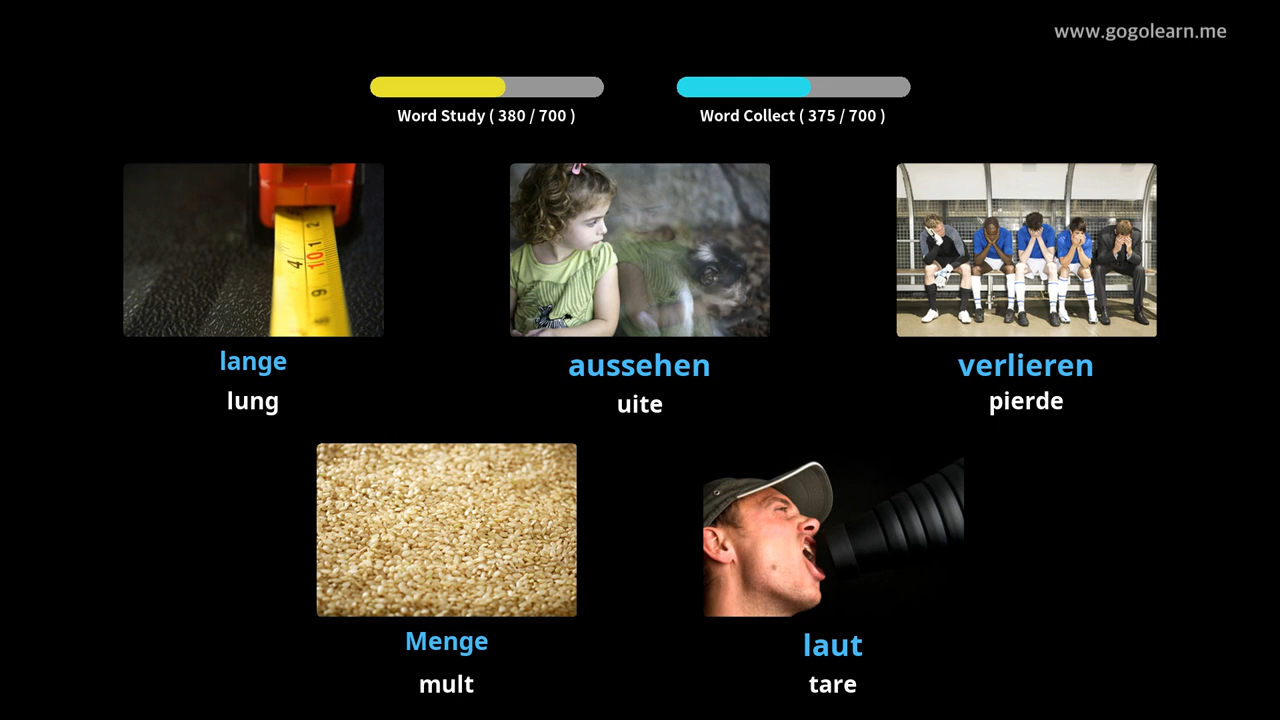 www.gogolearn.me
Word Study ( 380 / 700 )
Word Collect ( 375 / 700 )
lange
lung
aussehen
uite
verlieren
pierde
Menge
mult
laut
tare